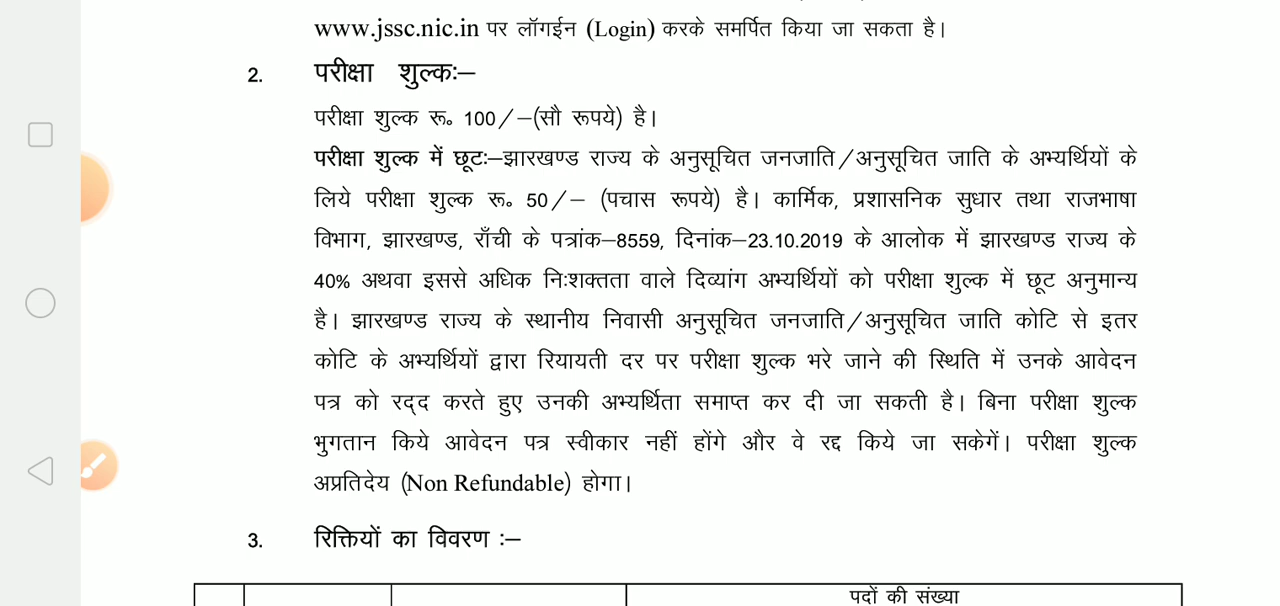 www.jssc.nic.in पर लॉगईन (Login) करके समर्पित किया जा सकता है।
2. परीक्षा शुल्कः–
परीक्षा शुल्क रू॰ 100/–(सौ रूपये) है।
परीक्षा शुल्क में छूटः–झारखण्ड राज्य के अनुसूचित जनजाति/अनुसूचित जाति के अभ्यर्थियों के
लिये परीक्षा शुल्क रू॰ 50/– (पचास रूपये) है। कार्मिक, प्रशासनिक सुधार तथा राजभाषा
विभाग, झारखण्ड, राँची के पत्रांक–8559, दिनांक–23.10.2019 के आलोक में झारखण्ड राज्य के
40% अथवा इससे अधिक निःशक्तता वाले दिव्यांग अभ्यर्थियों को परीक्षा शुल्क में छूट अनुमान्य
है। झारखण्ड राज्य के स्थानीय निवासी अनुसूचित जनजाति/अनुसूचित जाति कोटि से इतर
कोटि के अभ्यर्थियों द्वारा रियायती दर पर परीक्षा शुल्क भरे जाने की स्थिति में उनके आवेदन
पत्र को रद्द करते हुए उनकी अभ्यर्थिता समाप्त कर दी जा सकती है। बिना परीक्षा शुल्क
भुगतान किये आवेदन पत्र स्वीकार नहीं होंगे और वे रद्द किये जा सकेगें। परीक्षा शुल्क
अप्रतिदेय (Non Refundable) होगा।
3. रिक्तियों का विवरण :–
पदों की संख्या